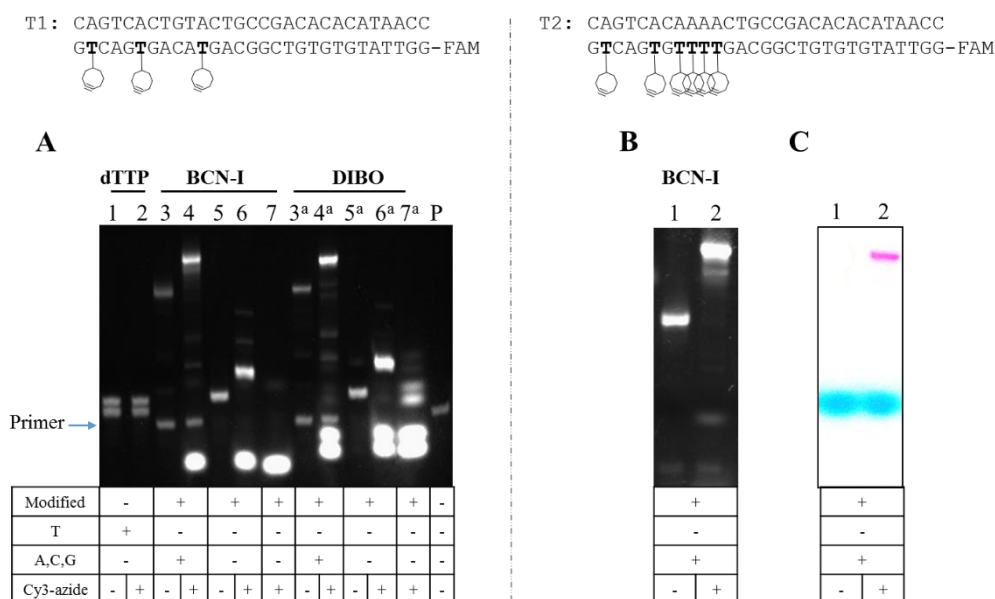 T1: CAGTCACTGTACTGCCGACACACATAACC
GTCAGTGACATGACGGCTGTGTGTATTGG-FAM
T2: CAGTCACAAAACTGCCGACACACATAACC
GTCAGTGTTTTGACGGCTGTGTGTATTGG-FAM
A
dTTP BCN-I DIBO
1 2 3 4 5 6 7 3ª 4ª 5ª 6ª 7ª P
Primer
Modified - + + + + + + -
T + - - - - - - -
A,C,G - + - - + - - -
Cy3-azide - + - + - + + - + - + + -
B
BCN-I
1 2
+
-
+
- +
C
1 2
+
-
+
- +